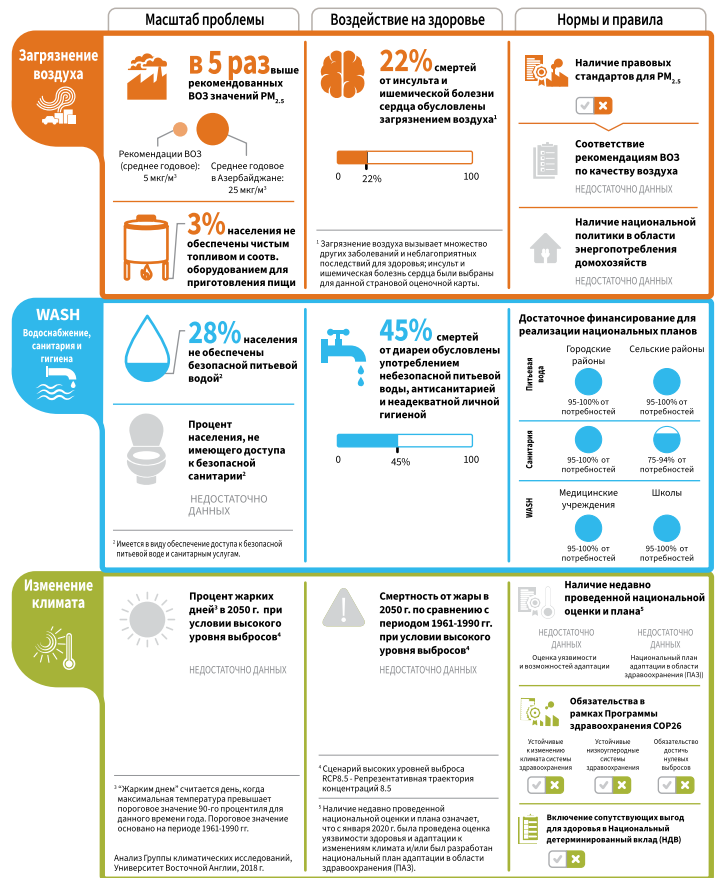 Масштаб проблемы
Воздействие на здоровье
Нормы и правила
Загрязнение
воздуха
в 5 раз выше
рекомендованных
ВОЗ значений PM2.5
Рекомендации ВОЗ
(среднее годовое):
5 мкг/м³
Среднее годовое
в Азербайджане:
25 мкг/м³
3% населения не
обеспечены чистым
топливом и соотв.
оборудованием для
приготовления пищи
22% смертей
от инсульта и
ишемической болезни
сердца обусловлены
загрязнением воздуха¹
0
22%
100
¹ Загрязнение воздуха вызывает множество
других заболеваний и неблагоприятных
последствий для здоровья; инсульт и
ишемическая болезнь сердца были выбраны
для данной страновой оценочной карты.
Наличие правовых
стандартов для PM2.5
Соответствие
рекомендациям ВОЗ
по качеству воздуха
НЕДОСТАТОЧНО ДАННЫХ
Наличие национальной
политики в области
энергопотребления
домохозяйств
НЕДОСТАТОЧНО ДАННЫХ
WASH
Водоснабжение,
санитария и
гигиена
28% населения
не обеспечены
безопасной питьевой
водой²
Процент
населения, не
имеющего доступа
к безопасной
санитарии²
НЕДОСТАТОЧНО
ДАННЫХ
² Имеется в виду обеспечение доступа к безопасной
питьевой воде и санитарным услугам.
45% смертей
от диареи обусловлены
употреблением
небезопасной питьевой
воды, антисанитарией
и неадекватной личной
гигиеной
0
45%
100
Достаточное финансирование для
реализации национальных планов
Питьевая
вода
Городские
районы
Сельские районы
95-100% от
потребностей
95-100% от
потребностей
Санитария
95-100% от
потребностей
75-94% от
потребностей
WASH
Медицинские
учреждения
Школы
95-100% от
потребностей
95-100% от
потребностей
Изменение
климата
Процент жарких
дней³ в 2050 г. при
условии высокого
уровня выбросов⁴
НЕДОСТАТОЧНО ДАННЫХ
³ “Жарким днем” считается день, когда
максимальная температура превышает
пороговое значение 90-го процентиля для
данного времени года. Пороговое значение
основано на периоде 1961-1990 гг.
Анализ Группы климатических исследований,
Университет Восточной Англии, 2018 г.
Смертность от жары в
2050 г. по сравнению с
периодом 1961-1990 гг.
при условии высокого
уровня выбросов⁴
НЕДОСТАТОЧНО ДАННЫХ
⁴ Сценарий высоких уровней выброса
RCP8.5 - Репрезентативная траектория
концентраций 8.5
⁵ Наличие недавно проведенной
национальной оценки и плана означает,
что с января 2020 г. была проведена оценка
уязвимости здоровья и адаптации к
изменениям климата и/или был разработан
национальный план адаптации в области
здравоохранения (ПАЗ).
Наличие недавно
проведенной национальной
оценки и плана⁵
НЕДОСТАТОЧНО
ДАННЫХ
Оценка уязвимости
и возможностей адаптации
НЕДОСТАТОЧНО
ДАННЫХ
Национальный план
адаптации в области
здравоохранения (ПАЗ))
Обязательства в
рамках Программы
здравоохранения COP26
Устойчивые
к изменению
климата системы
здравоохранения
Устойчивые
низкоуглеродные
системы
здравоохранения
Обязательство
достичь
нулевых
выбросов
Включение сопутствующих выгод
для здоровья в Национальный
детерминированный вклад (НДВ)